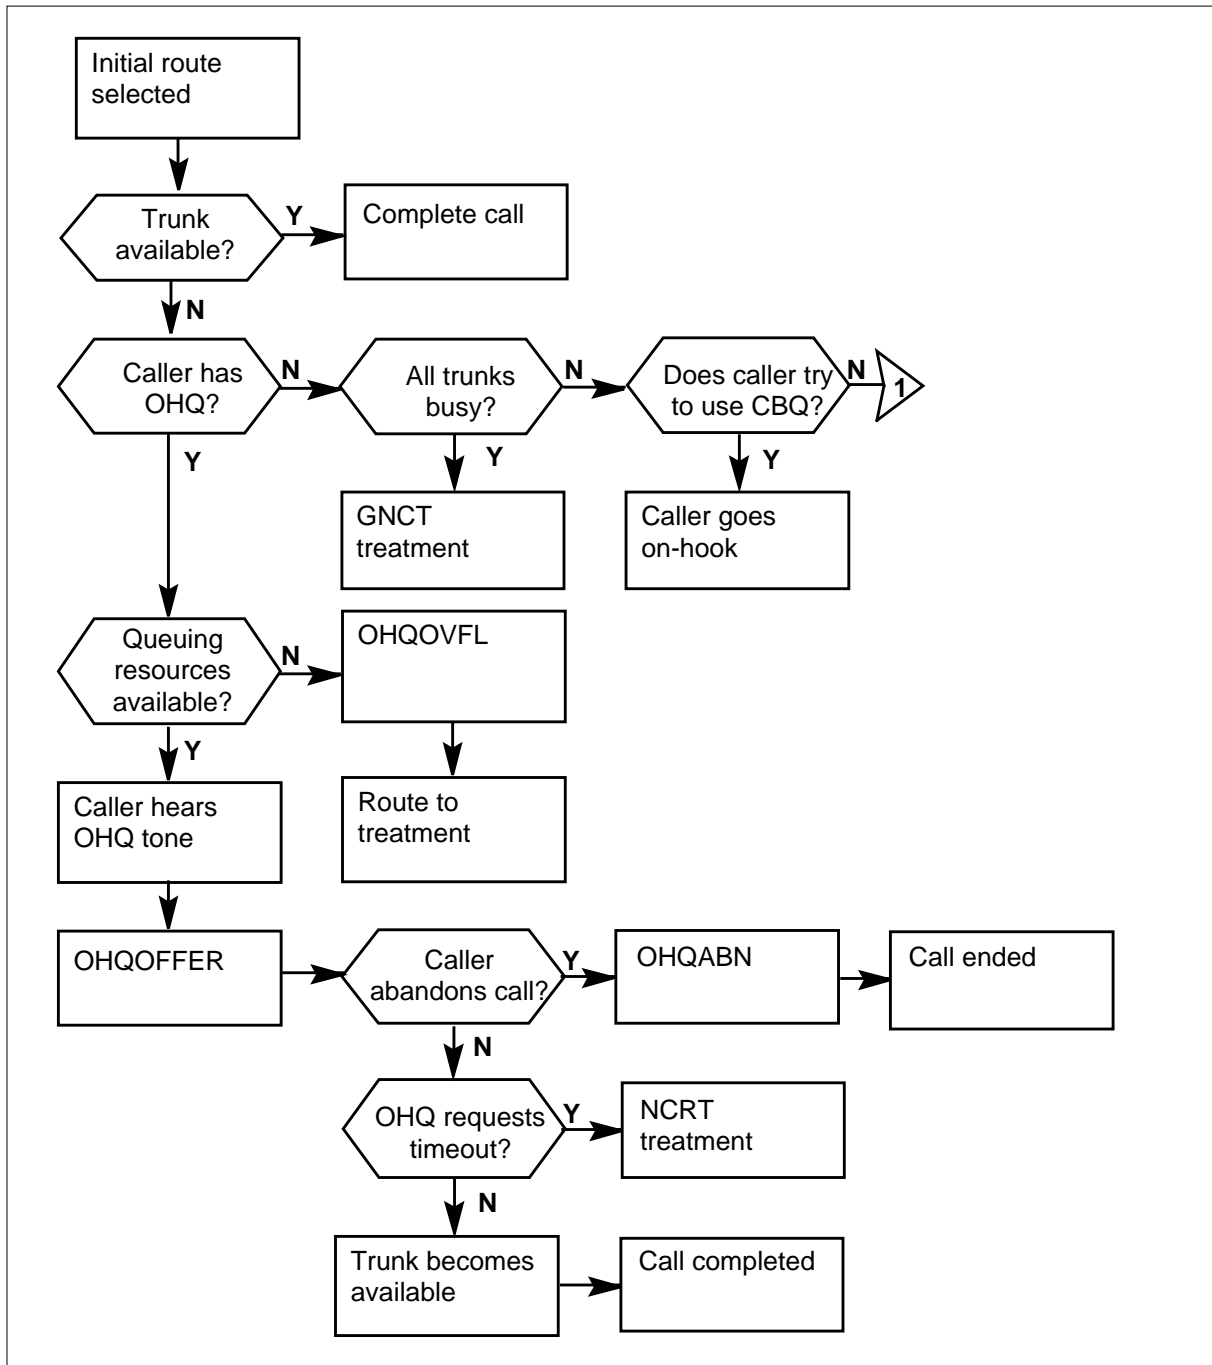 Initial route
selected
Trunk
available?
Y
Complete call
N
Caller has
OHQ?
N
All trunks
busy?
N
Does caller try
to use CBQ?
N
1
Y
Y
Y
GNCT
treatment
Caller goes
on-hook
Queuing
resources
available?
N
OHQOVFL
Y
Caller hears
OHQ tone
Route to
treatment
OHQOFFER
Caller
abandons call?
Y
OHQABN
Call ended
N
OHQ requests
timeout?
Y
NCRT
treatment
N
Trunk becomes
available
Call completed